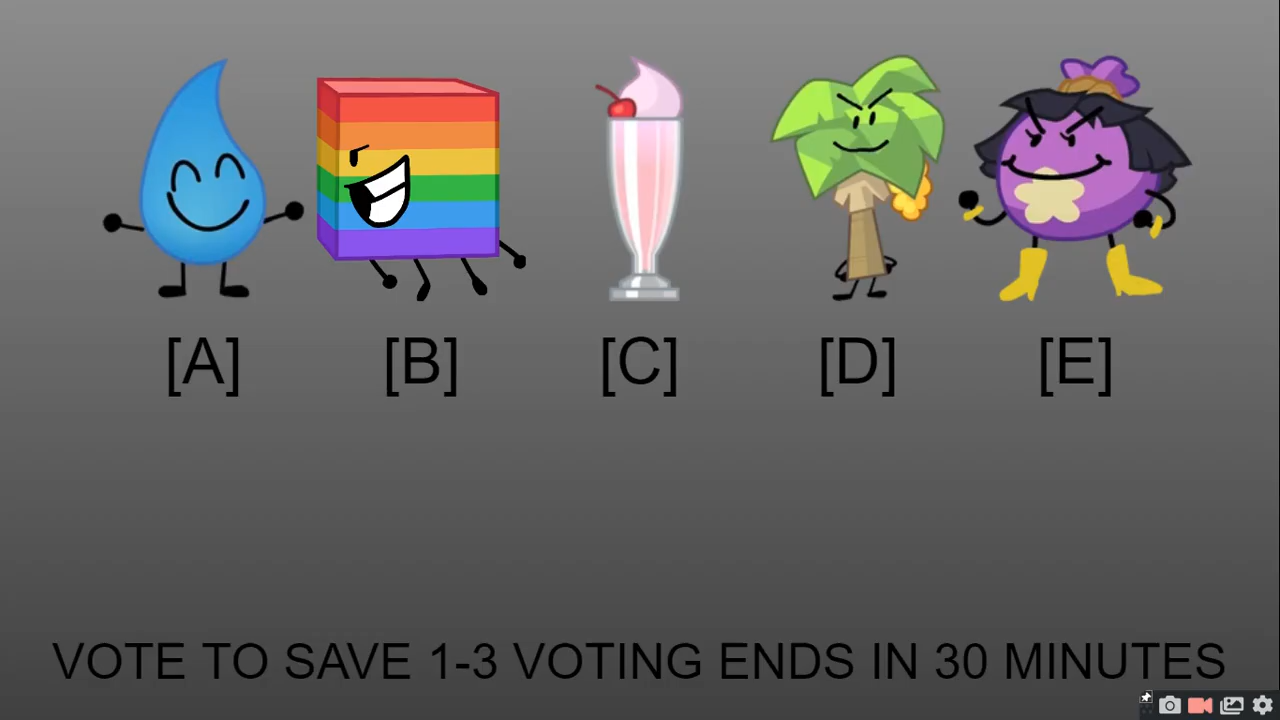 [A] [B] [C] [D] [E]
VOTE TO SAVE 1-3 VOTING ENDS IN 30 MINUTES